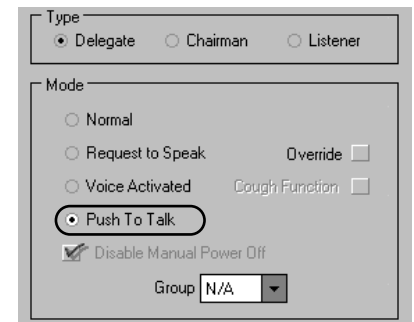 Type
Delegate Chairman Listener
Mode
Normal
Request to Speak Override
Voice Activated Cough Function
Push To Talk
Disable Manual Power Off
Group N/A